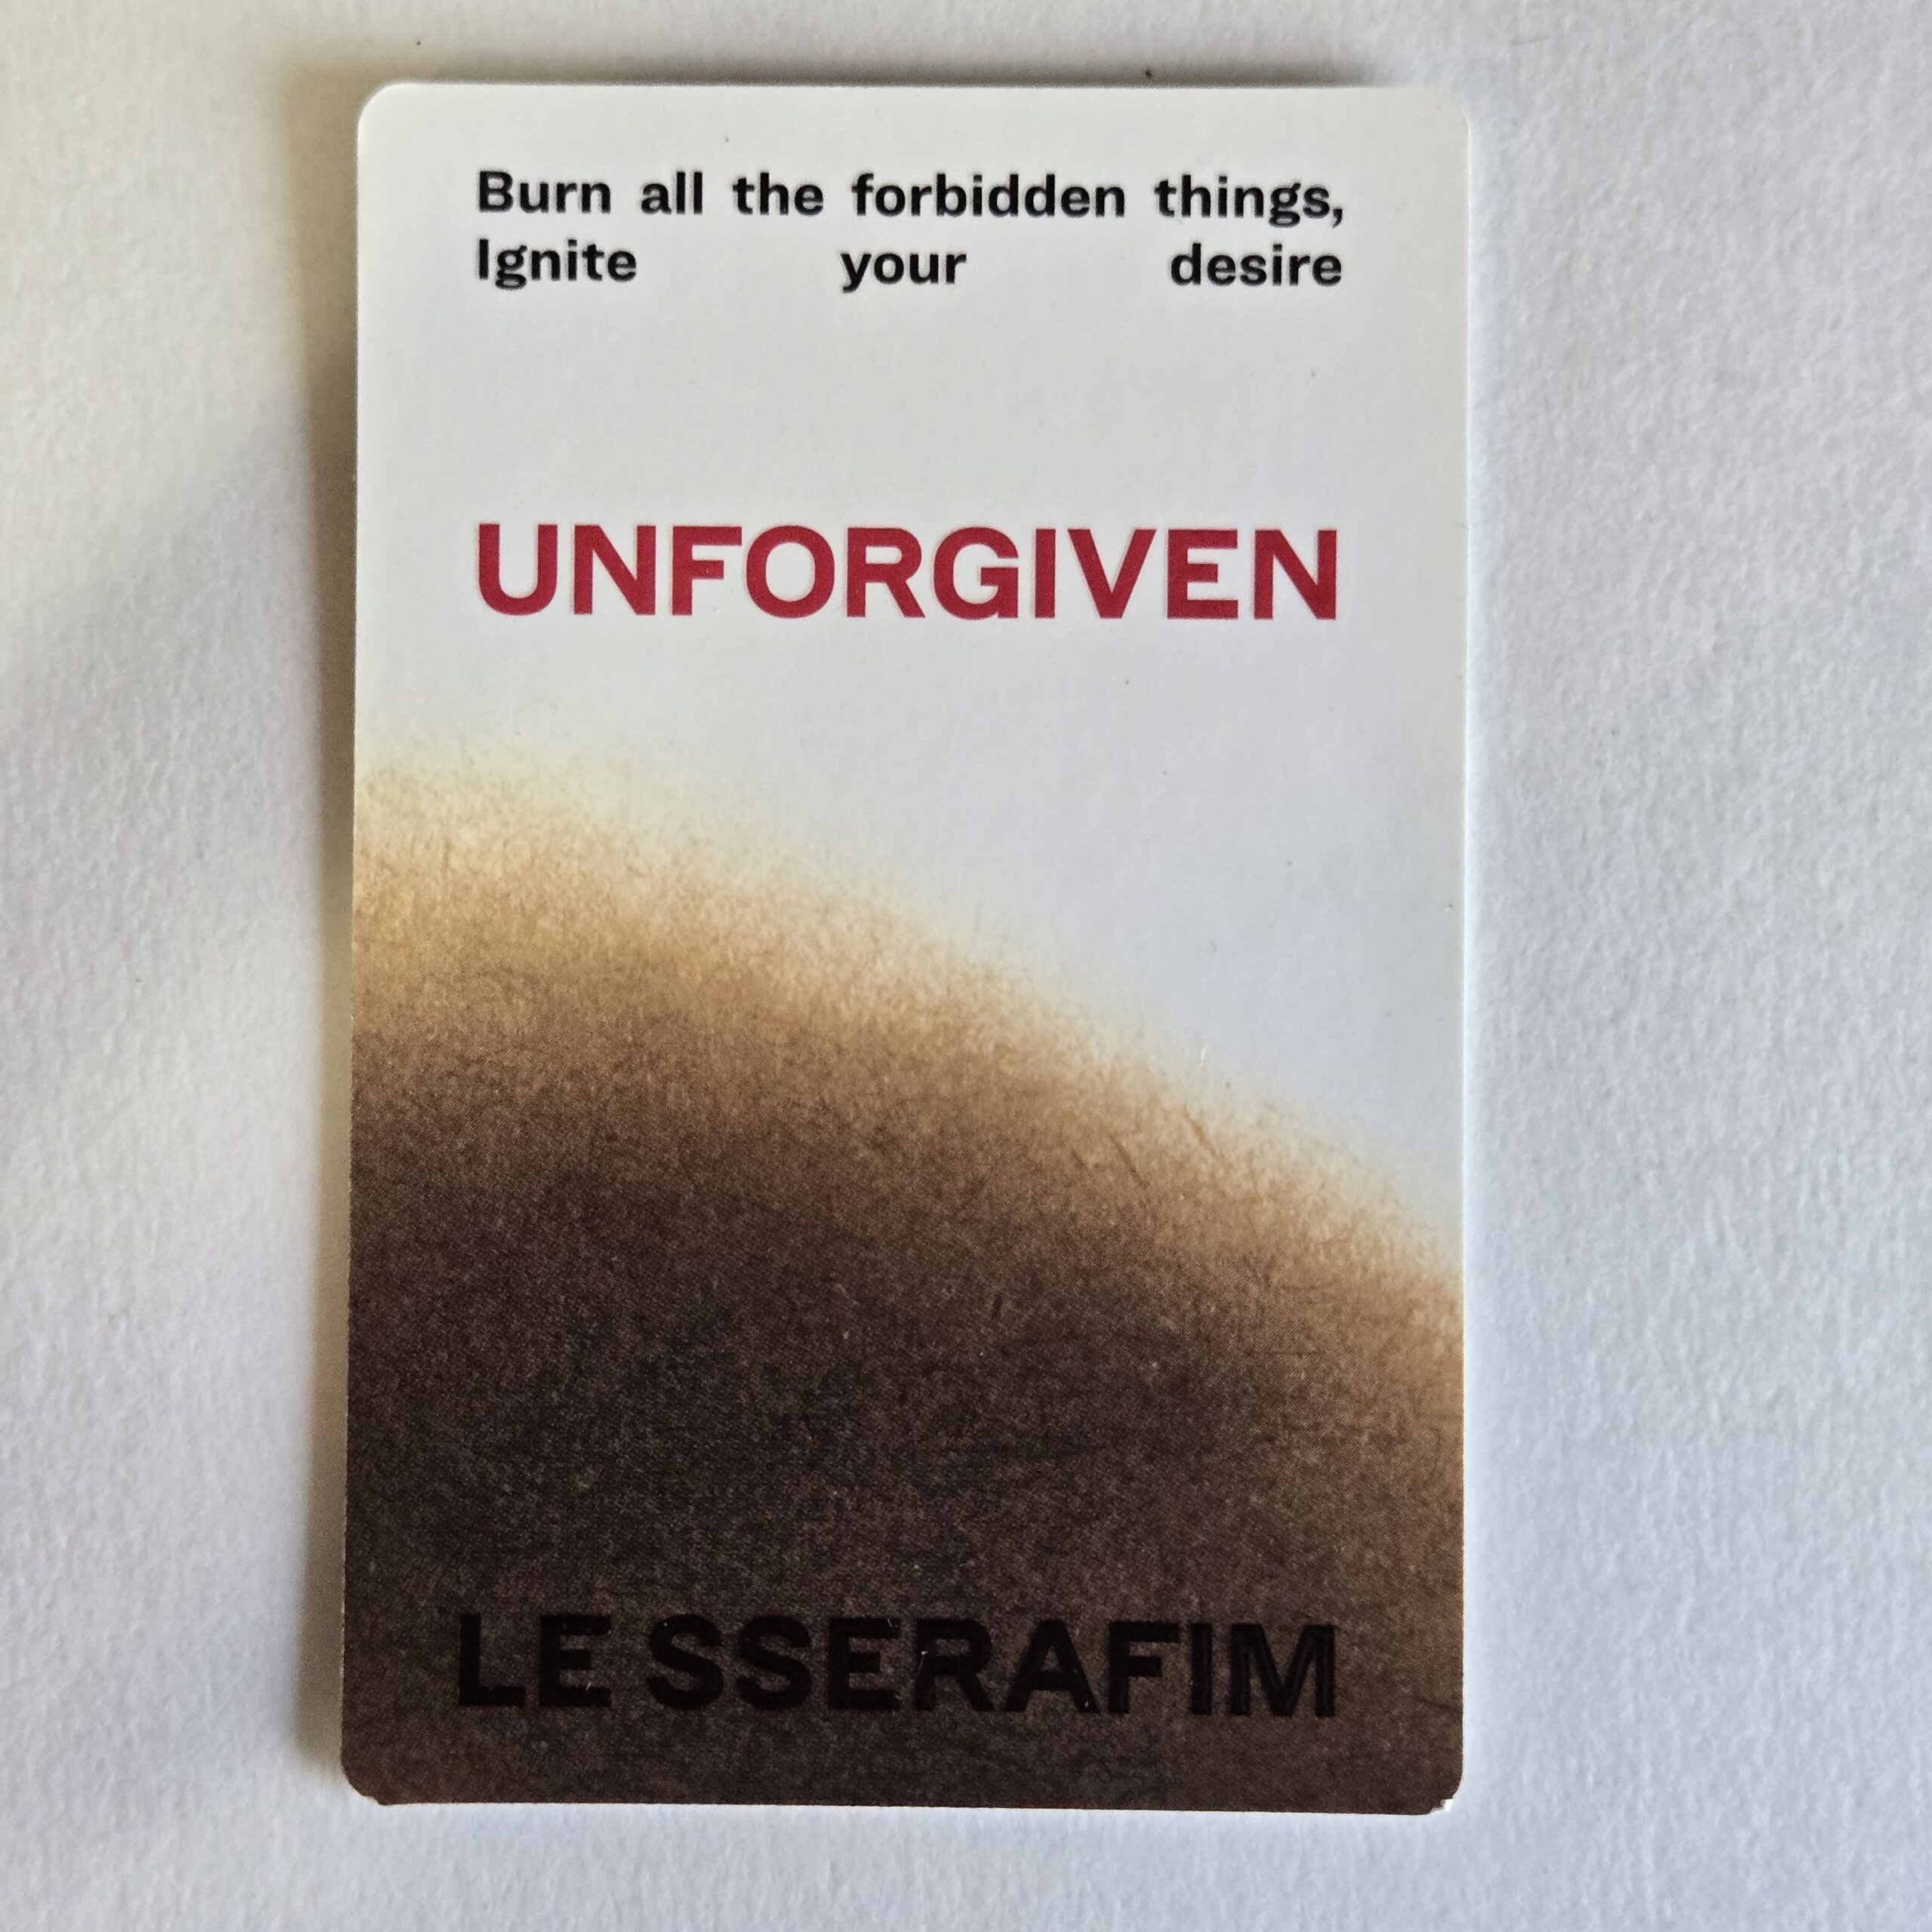 Burn all the forbidden things,
Ignite your desire
UNFORGIVEN
LE SSERAFIM